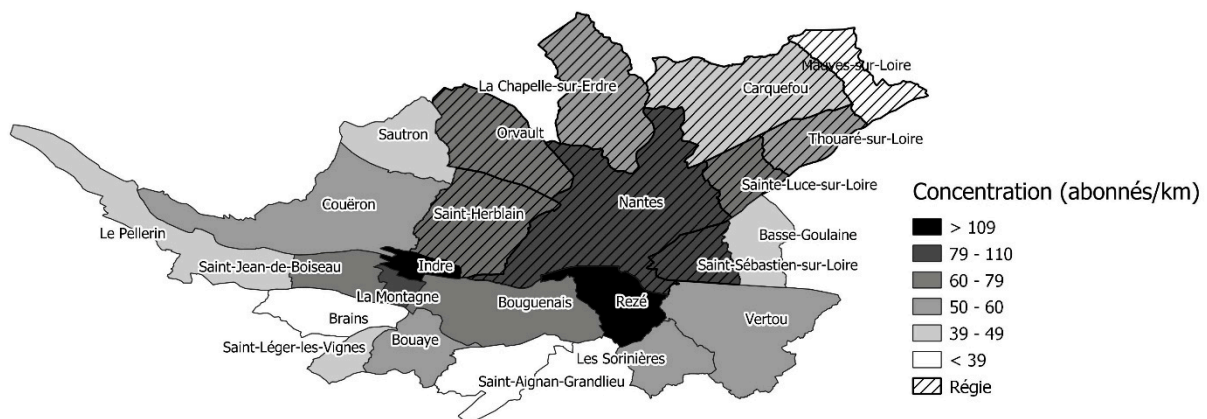 Mauves-sur-Loire
La Chapelle-sur-Erdre
Carquefou
Sautron
Orvault
Thouaré-sur-Loire
Sainte-Luce-sur-Loire
Couëron
Saint-Herblain
Nantes
Le Pellerin
Basse-Goulaine
Saint-Jean-de-Boiseau
Indre
Saint-Sébastien-sur-Loire
La Montagne
Bouguenais
Rezé
Brains
Vertou
Saint-Léger-les-Vignes
Bouaye
Les Sorinières
Saint-Aignan-Grandlieu
Concentration (abonnés/km)
> 109
79 - 110
60 - 79
50 - 60
39 - 49
< 39
Régie